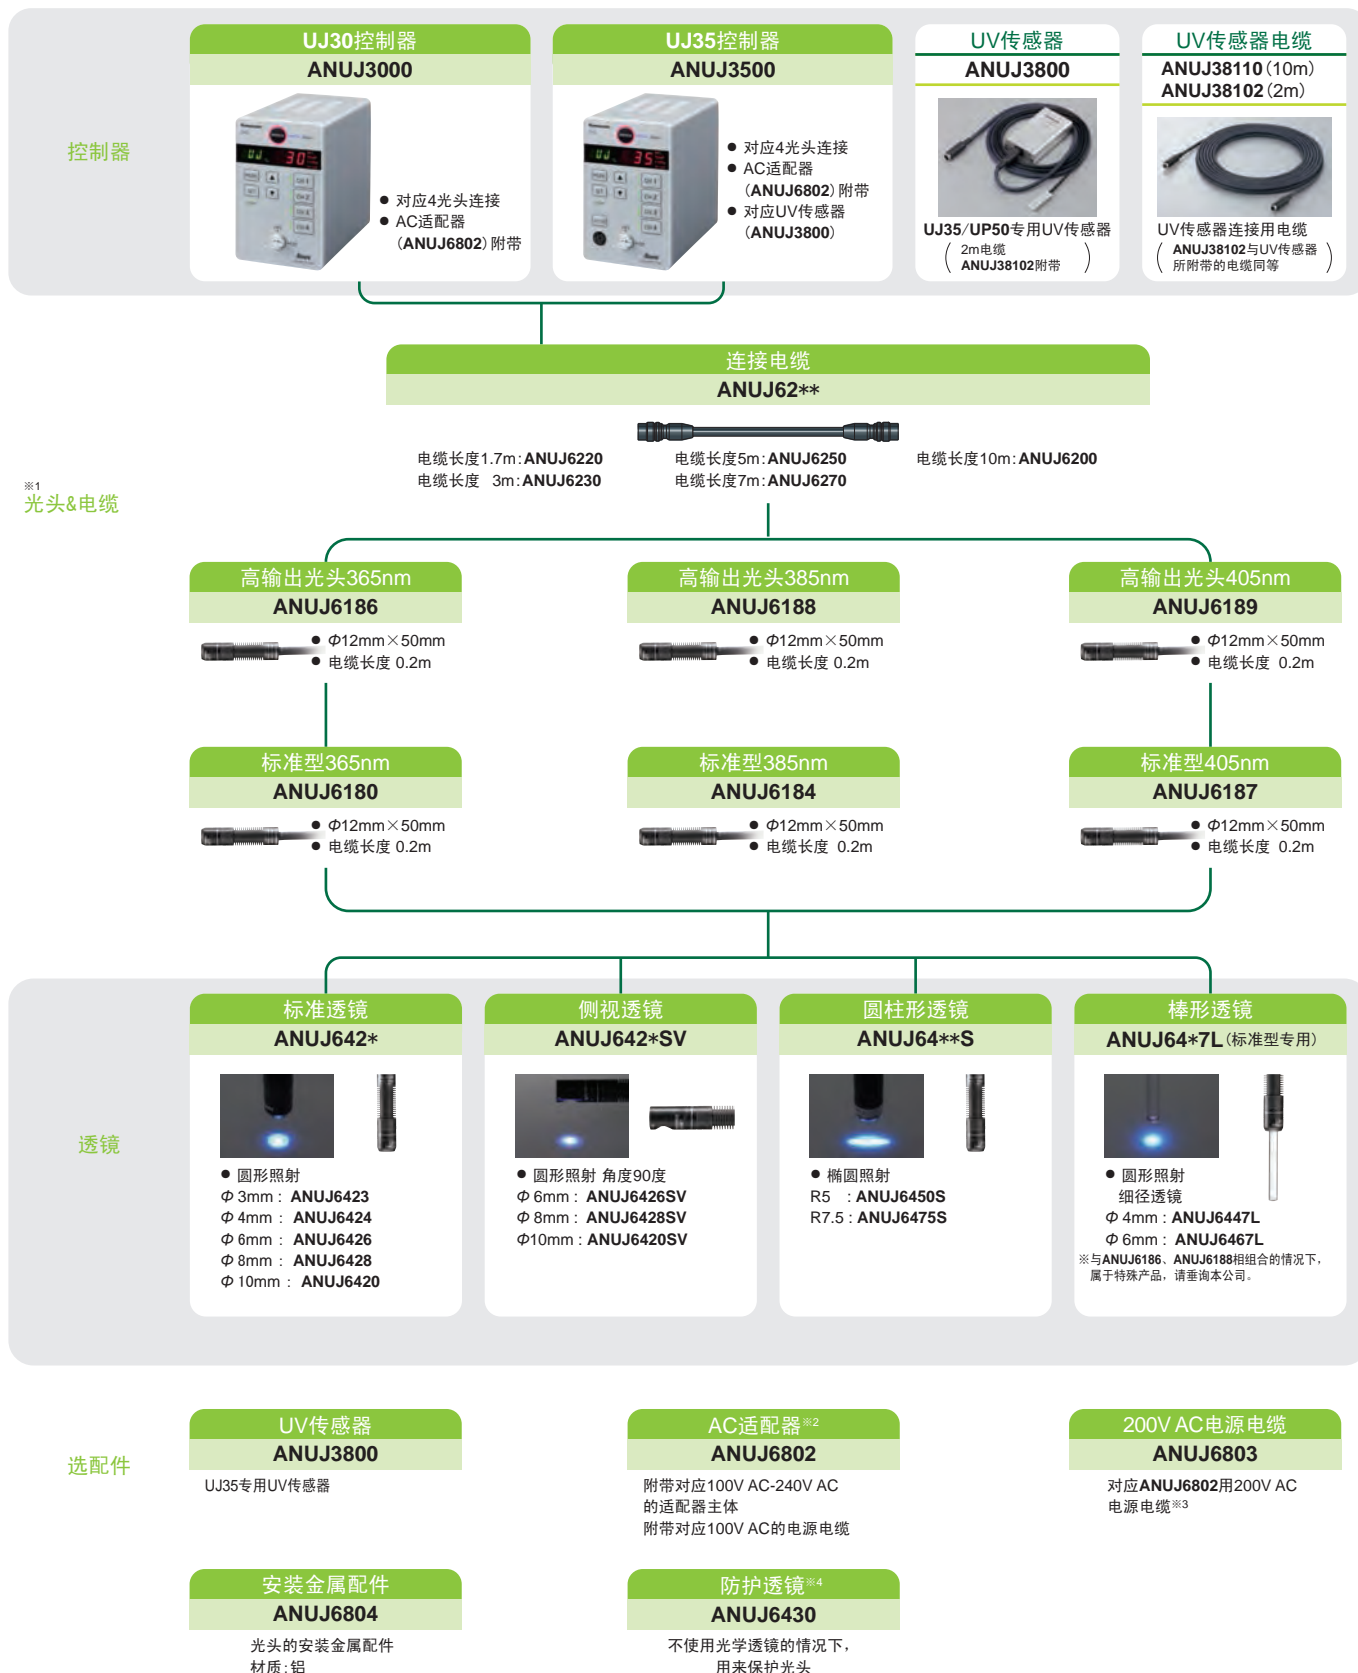 控制器
UJ30控制器
ANUJ3000
● 对应4光头连接
● AC适配器
(ANUJ6802)附带
UJ35控制器
ANUJ3500
● 对应4光头连接
● AC适配器
(ANUJ6802)附带
● 对应UV传感器
(ANUJ3800)
UV传感器
ANUJ3800
UJ35/UP50专用UV传感器
2m电缆
ANUJ38102附带
UV传感器电缆
ANUJ38110(10m)
ANUJ38102(2m)
UV传感器连接用电缆
ANUJ38102与UV传感器
所附带的电缆同等
※1
光头&电缆
连接电缆
ANUJ62**
电缆长度1.7m:ANUJ6220
电缆长度 3m:ANUJ6230
电缆长度5m:ANUJ6250
电缆长度7m:ANUJ6270
电缆长度10m:ANUJ6200
高输出光头365nm
ANUJ6186
● Φ12mm×50mm
● 电缆长度 0.2m
高输出光头385nm
ANUJ6188
● Φ12mm×50mm
● 电缆长度 0.2m
高输出光头405nm
ANUJ6189
● Φ12mm×50mm
● 电缆长度 0.2m
标准型365nm
ANUJ6180
● Φ12mm×50mm
● 电缆长度 0.2m
标准型385nm
ANUJ6184
● Φ12mm×50mm
● 电缆长度 0.2m
标准型405nm
ANUJ6187
● Φ12mm×50mm
● 电缆长度 0.2m
透镜
标准透镜
ANUJ642*
● 圆形照射
Φ 3mm : ANUJ6423
Φ 4mm : ANUJ6424
Φ 6mm : ANUJ6426
Φ 8mm : ANUJ6428
Φ 10mm : ANUJ6420
侧视透镜
ANUJ642*SV
● 圆形照射 角度90度
Φ 6mm : ANUJ6426SV
Φ 8mm : ANUJ6428SV
Φ10mm : ANUJ6420SV
圆柱形透镜
ANUJ64**S
● 椭圆照射
R5 : ANUJ6450S
R7.5 : ANUJ6475S
棒形透镜
ANUJ64*7L(标准型专用)
● 圆形照射
细径透镜
Φ 4mm : ANUJ6447L
Φ 6mm : ANUJ6467L
※与ANUJ6186、ANUJ6188相组合的情况下,
属于特殊产品，请垂询本公司。
选配件
UV传感器
ANUJ3800
UJ35专用UV传感器
AC适配器※2
ANUJ6802
附带对应100V AC-240V AC
的适配器主体
附带对应100V AC的电源电缆
200V AC电源电缆
ANUJ6803
对应ANUJ6802用200V AC
电源电缆※3
安装金属配件
ANUJ6804
光头的安装金属配件
材质:铝
防护透镜※4
ANUJ6430
不使用光学透镜的情况下,
用来保护光头